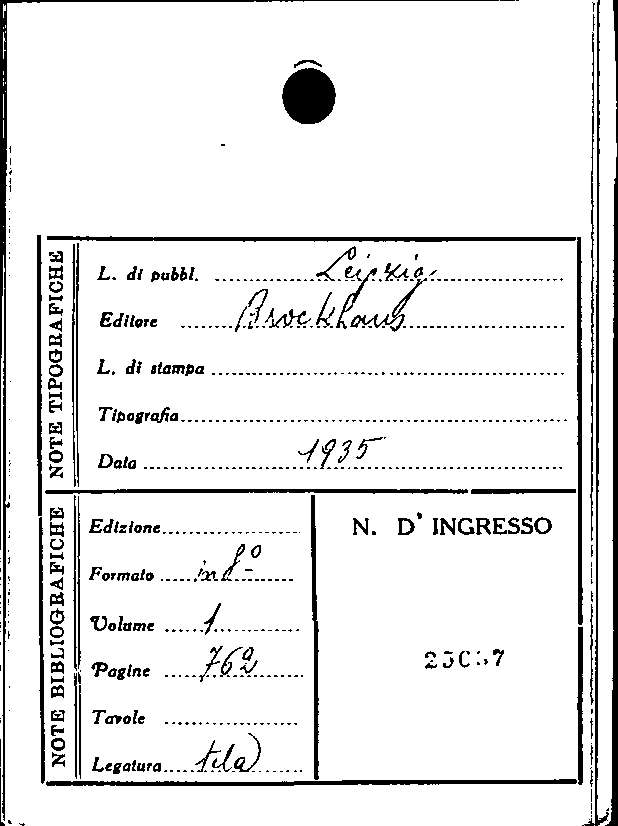 NOTE TIPOGRAFICHE
L. di pubbl. Leipzig
Editore Brockhaus
L. di stampa
Tipografia
Data 1935
NOTE BIBLIOGRAFICHE
Edizione
Formato in 8º
Volume 1
Pagine 762
Tavole
Legatura tela
N. D' INGRESSO